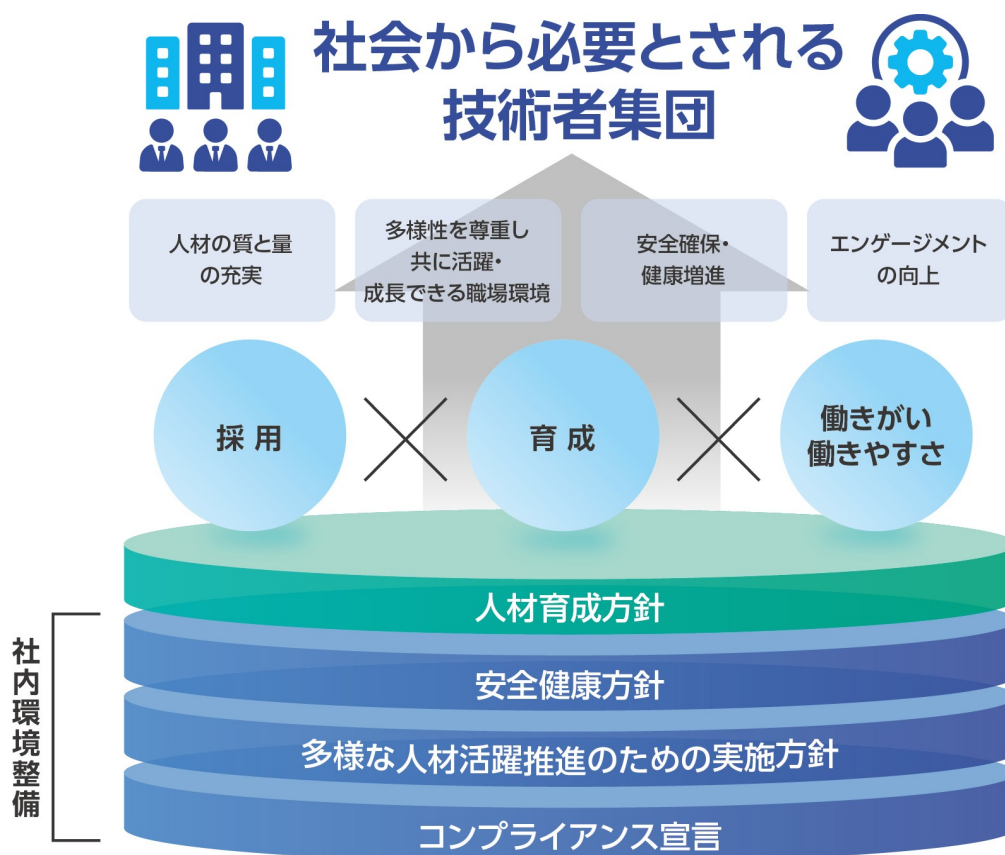 社会から必要とされる
技術者集団
人材の質と量
の充実
多様性を尊重し
共に活躍・
成長できる職場環境
安全確保・
健康増進
エンゲージメント
の向上
採用
育成
働きがい
働きやすさ
人材育成方針
社内環境整備
安全健康方針
多様な人材活躍推進のための実施方針
コンプライアンス宣言